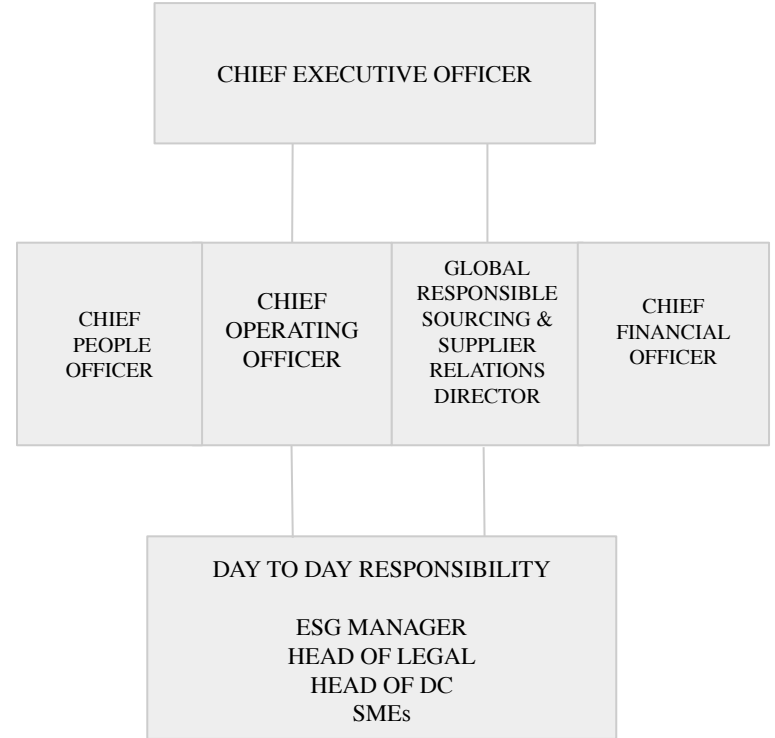 CHIEF EXECUTIVE OFFICER
CHIEF
PEOPLE
OFFICER
CHIEF
OPERATING
OFFICER
GLOBAL
RESPONSIBLE
SOURCING &
SUPPLIER
RELATIONS
DIRECTOR
CHIEF
FINANCIAL
OFFICER
DAY TO DAY RESPONSIBILITY
ESG MANAGER
HEAD OF LEGAL
HEAD OF DC
SMEs